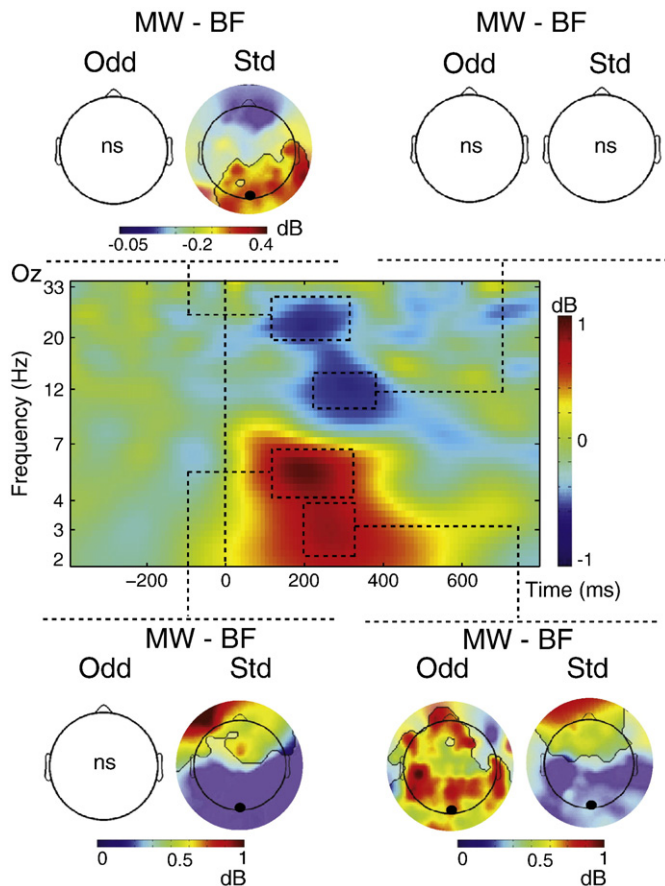 MW - BF
MW - BF
Odd
Std
Odd
Std
ns
ns
ns
-0.05
-0.2
0.4
dB
Oz
33
20
12
7
4
3
2
Frequency (Hz)
dB
1
0
-1
−200
0
200
400
600
Time (ms)
MW - BF
MW - BF
Odd
Std
Odd
Std
ns
0
0.5
1
dB
0
0.5
1
dB